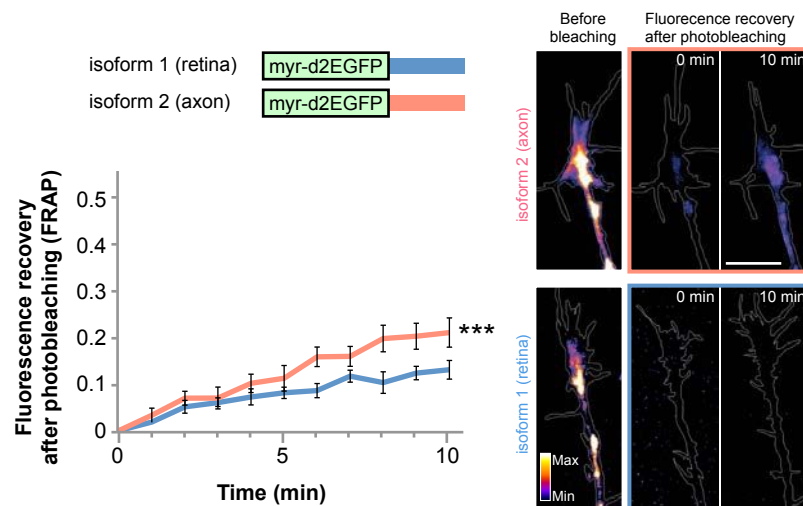 isoform 1 (retina) myr-d2EGFP
isoform 2 (axon) myr-d2EGFP
Fluorescence recovery
after photobleaching (FRAP)
0.5
0.4
0.3
0.2
0.1
0
***
0 5 10
Time (min)
Before
bleaching
Fluorecence recovery
after photobleaching
isoform 2 (axon)
0 min
10 min
isoform 1 (retina)
0 min
10 min
Max
Min